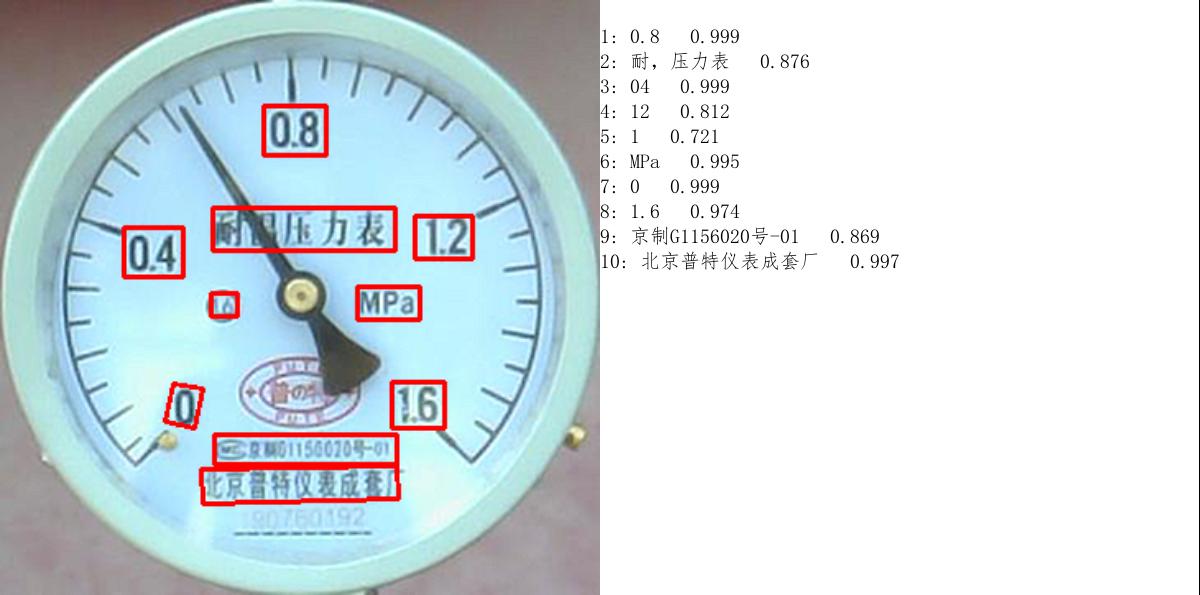 0.8
耐温压力表
0.4
1.2
1.6
MPa
0
1.6
MC 京制01156020号-01
北京普特仪表成套厂
90760192
1: 0.8 0.999
2: 耐，压力表 0.876
3: 04 0.999
4: 12 0.812
5: 1 0.721
6: MPa 0.995
7: 0 0.999
8: 1.6 0.974
9: 京制G1156020号-01 0.869
10: 北京普特仪表成套厂 0.997